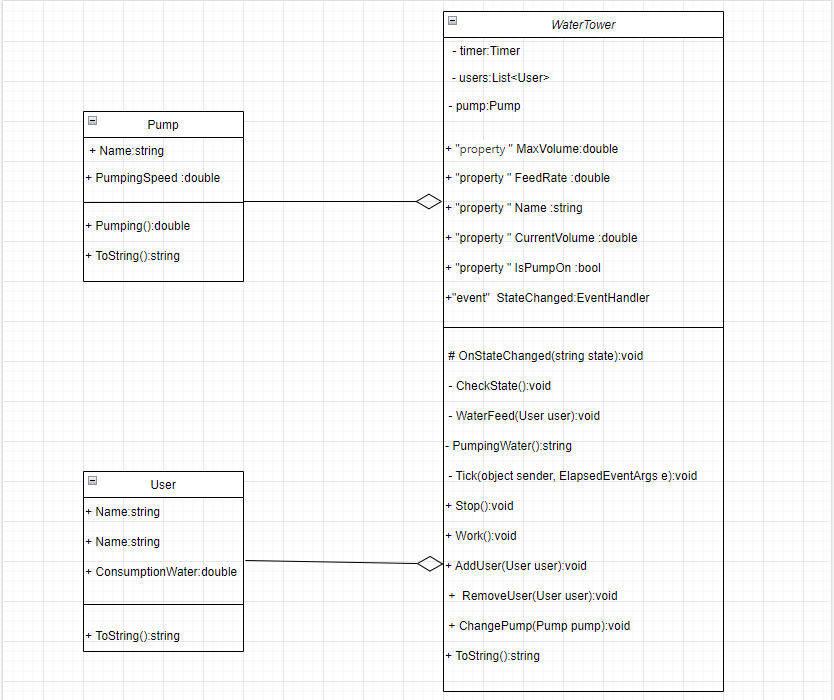 WaterTower
- timer:Timer
- users:List<User>
- pump:Pump
+ "property " MaxVolume:double
+ "property " FeedRate :double
+ "property " Name :string
+ "property " CurrentVolume :double
+ "property " IsPumpOn :bool
+"event"  StateChanged:EventHandler
# OnStateChanged(string state):void
- CheckState():void
- WaterFeed(User user):void
- PumpingWater():string
- Tick(object sender, ElapsedEventArgs e):void
+ Stop():void
+ Work():void
+ AddUser(User user):void
+  RemoveUser(User user):void
+ ChangePump(Pump pump):void
+ ToString():string
Pump
+ Name:string
+ PumpingSpeed :double
+ Pumping():double
+ ToString():string
User
+ Name:string
+ Name:string
+ ConsumptionWater:double
+ ToString():string